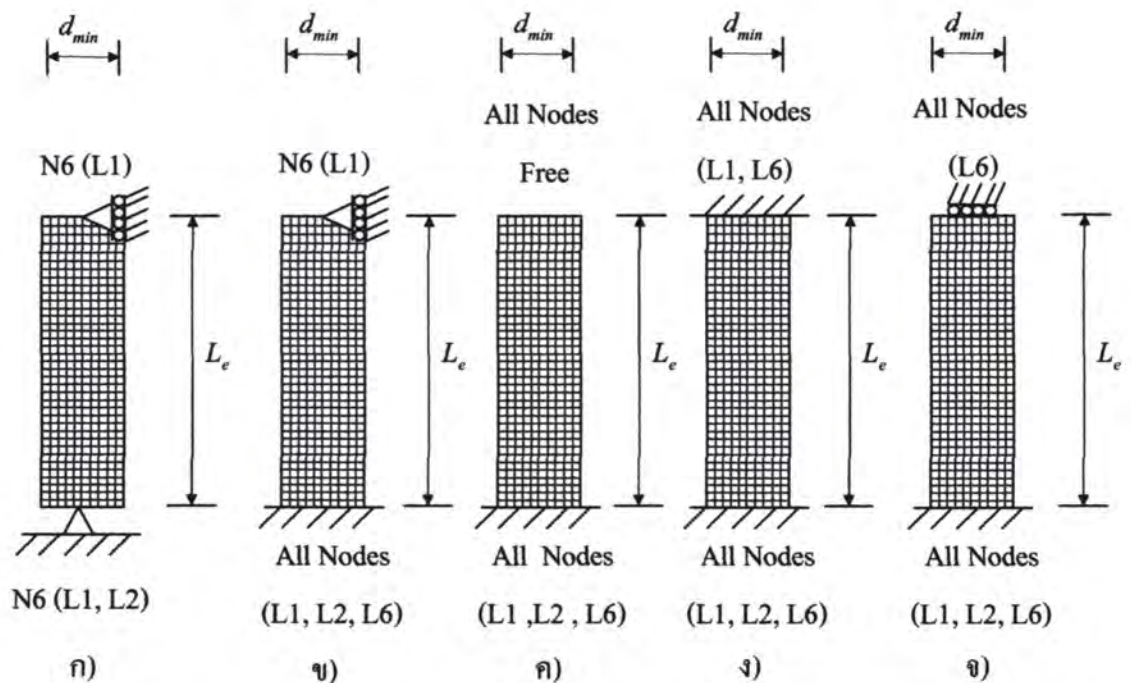 d_min d_min d_min d_min d_min
All Nodes All Nodes All Nodes
N6 (L1) N6 (L1) Free (L1, L6) (L6)
L_e L_e L_e L_e L_e
All Nodes All Nodes All Nodes All Nodes
N6 (L1, L2) (L1, L2, L6) (L1 ,L2 , L6) (L1, L2, L6) (L1, L2, L6)
ก) ข) ค) ง) จ)